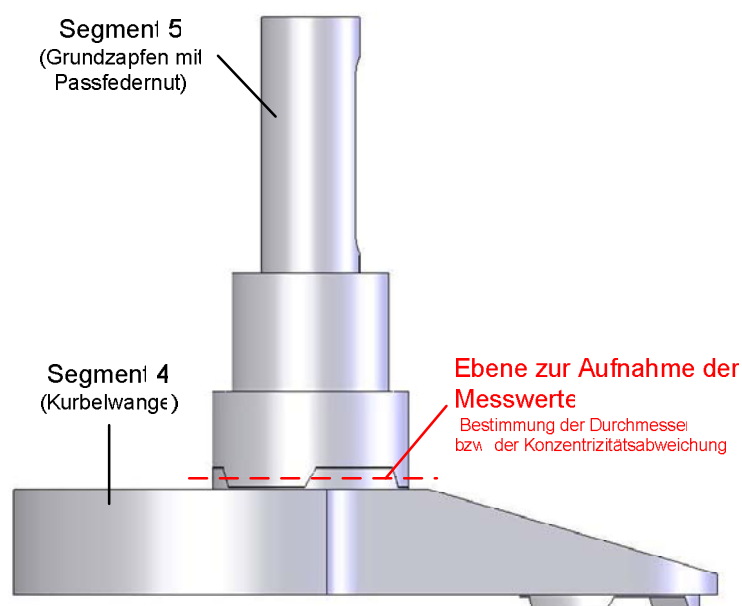 Segment 5
(Grundzapfen mit
Passfedernut)
Segment 4
(Kurbelwange)
Ebene zur Aufnahme der
Messwerte
Bestimmung der Durchmesser
bzw. der Konzentrizitätsabweichung